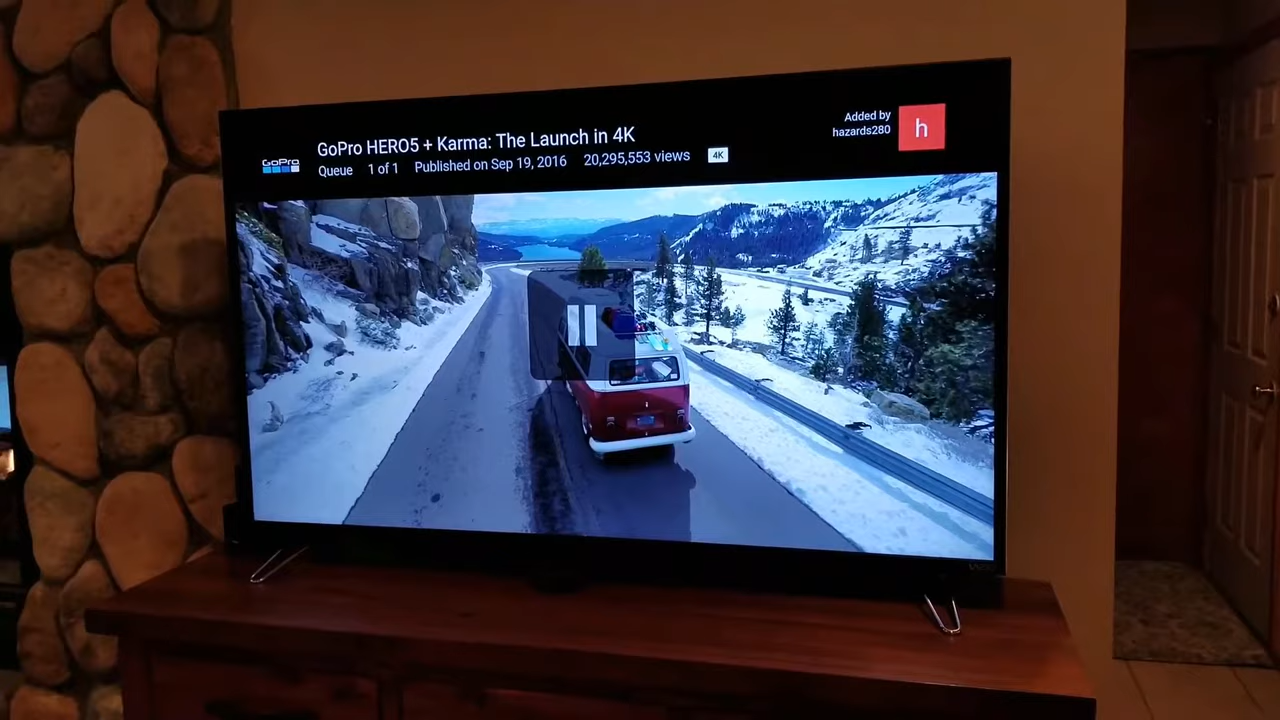 GoPro HERO5 + Karma: The Launch in 4K
GoPro
Queue 1 of 1 Published on Sep 19, 2016 20,295,553 views 4K
Added by
hazards280
h
VIZIO